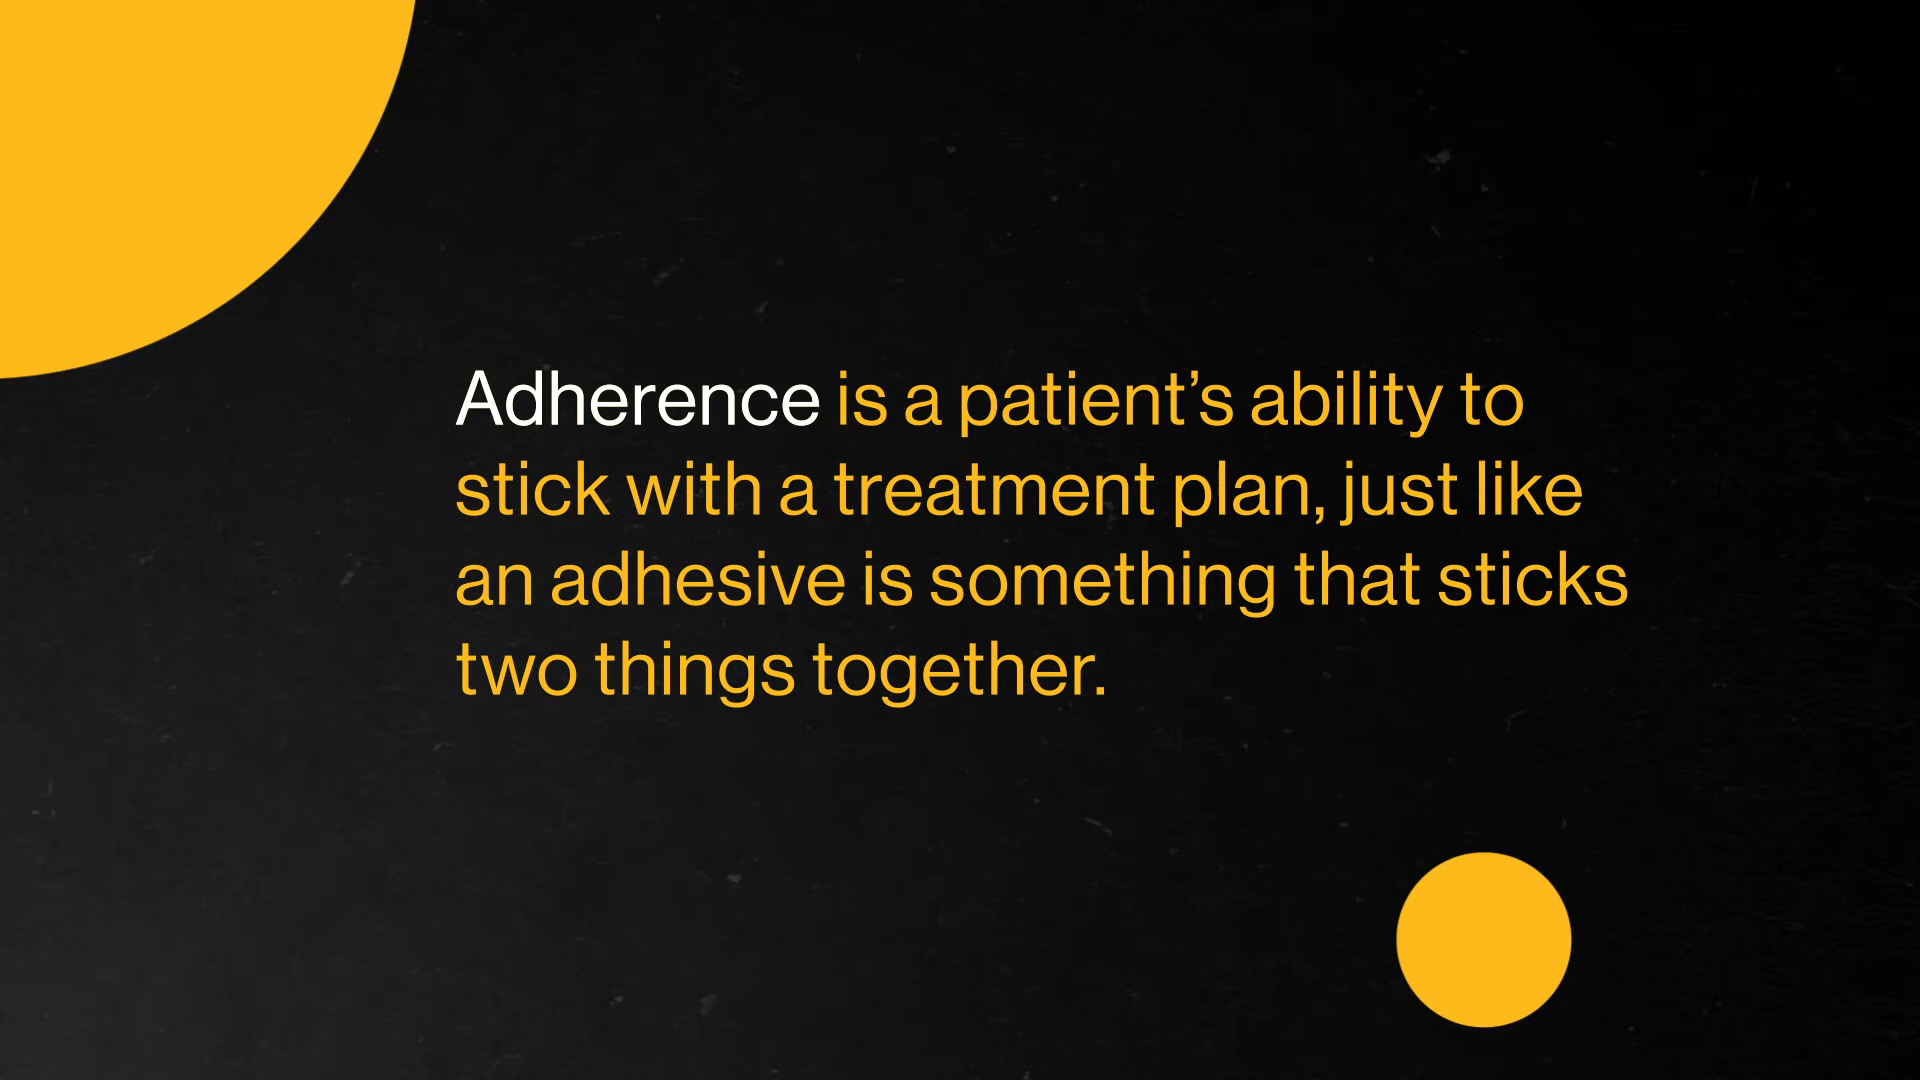 Adherence is a patient’s ability to
stick with a treatment plan, just like
an adhesive is something that sticks
two things together.